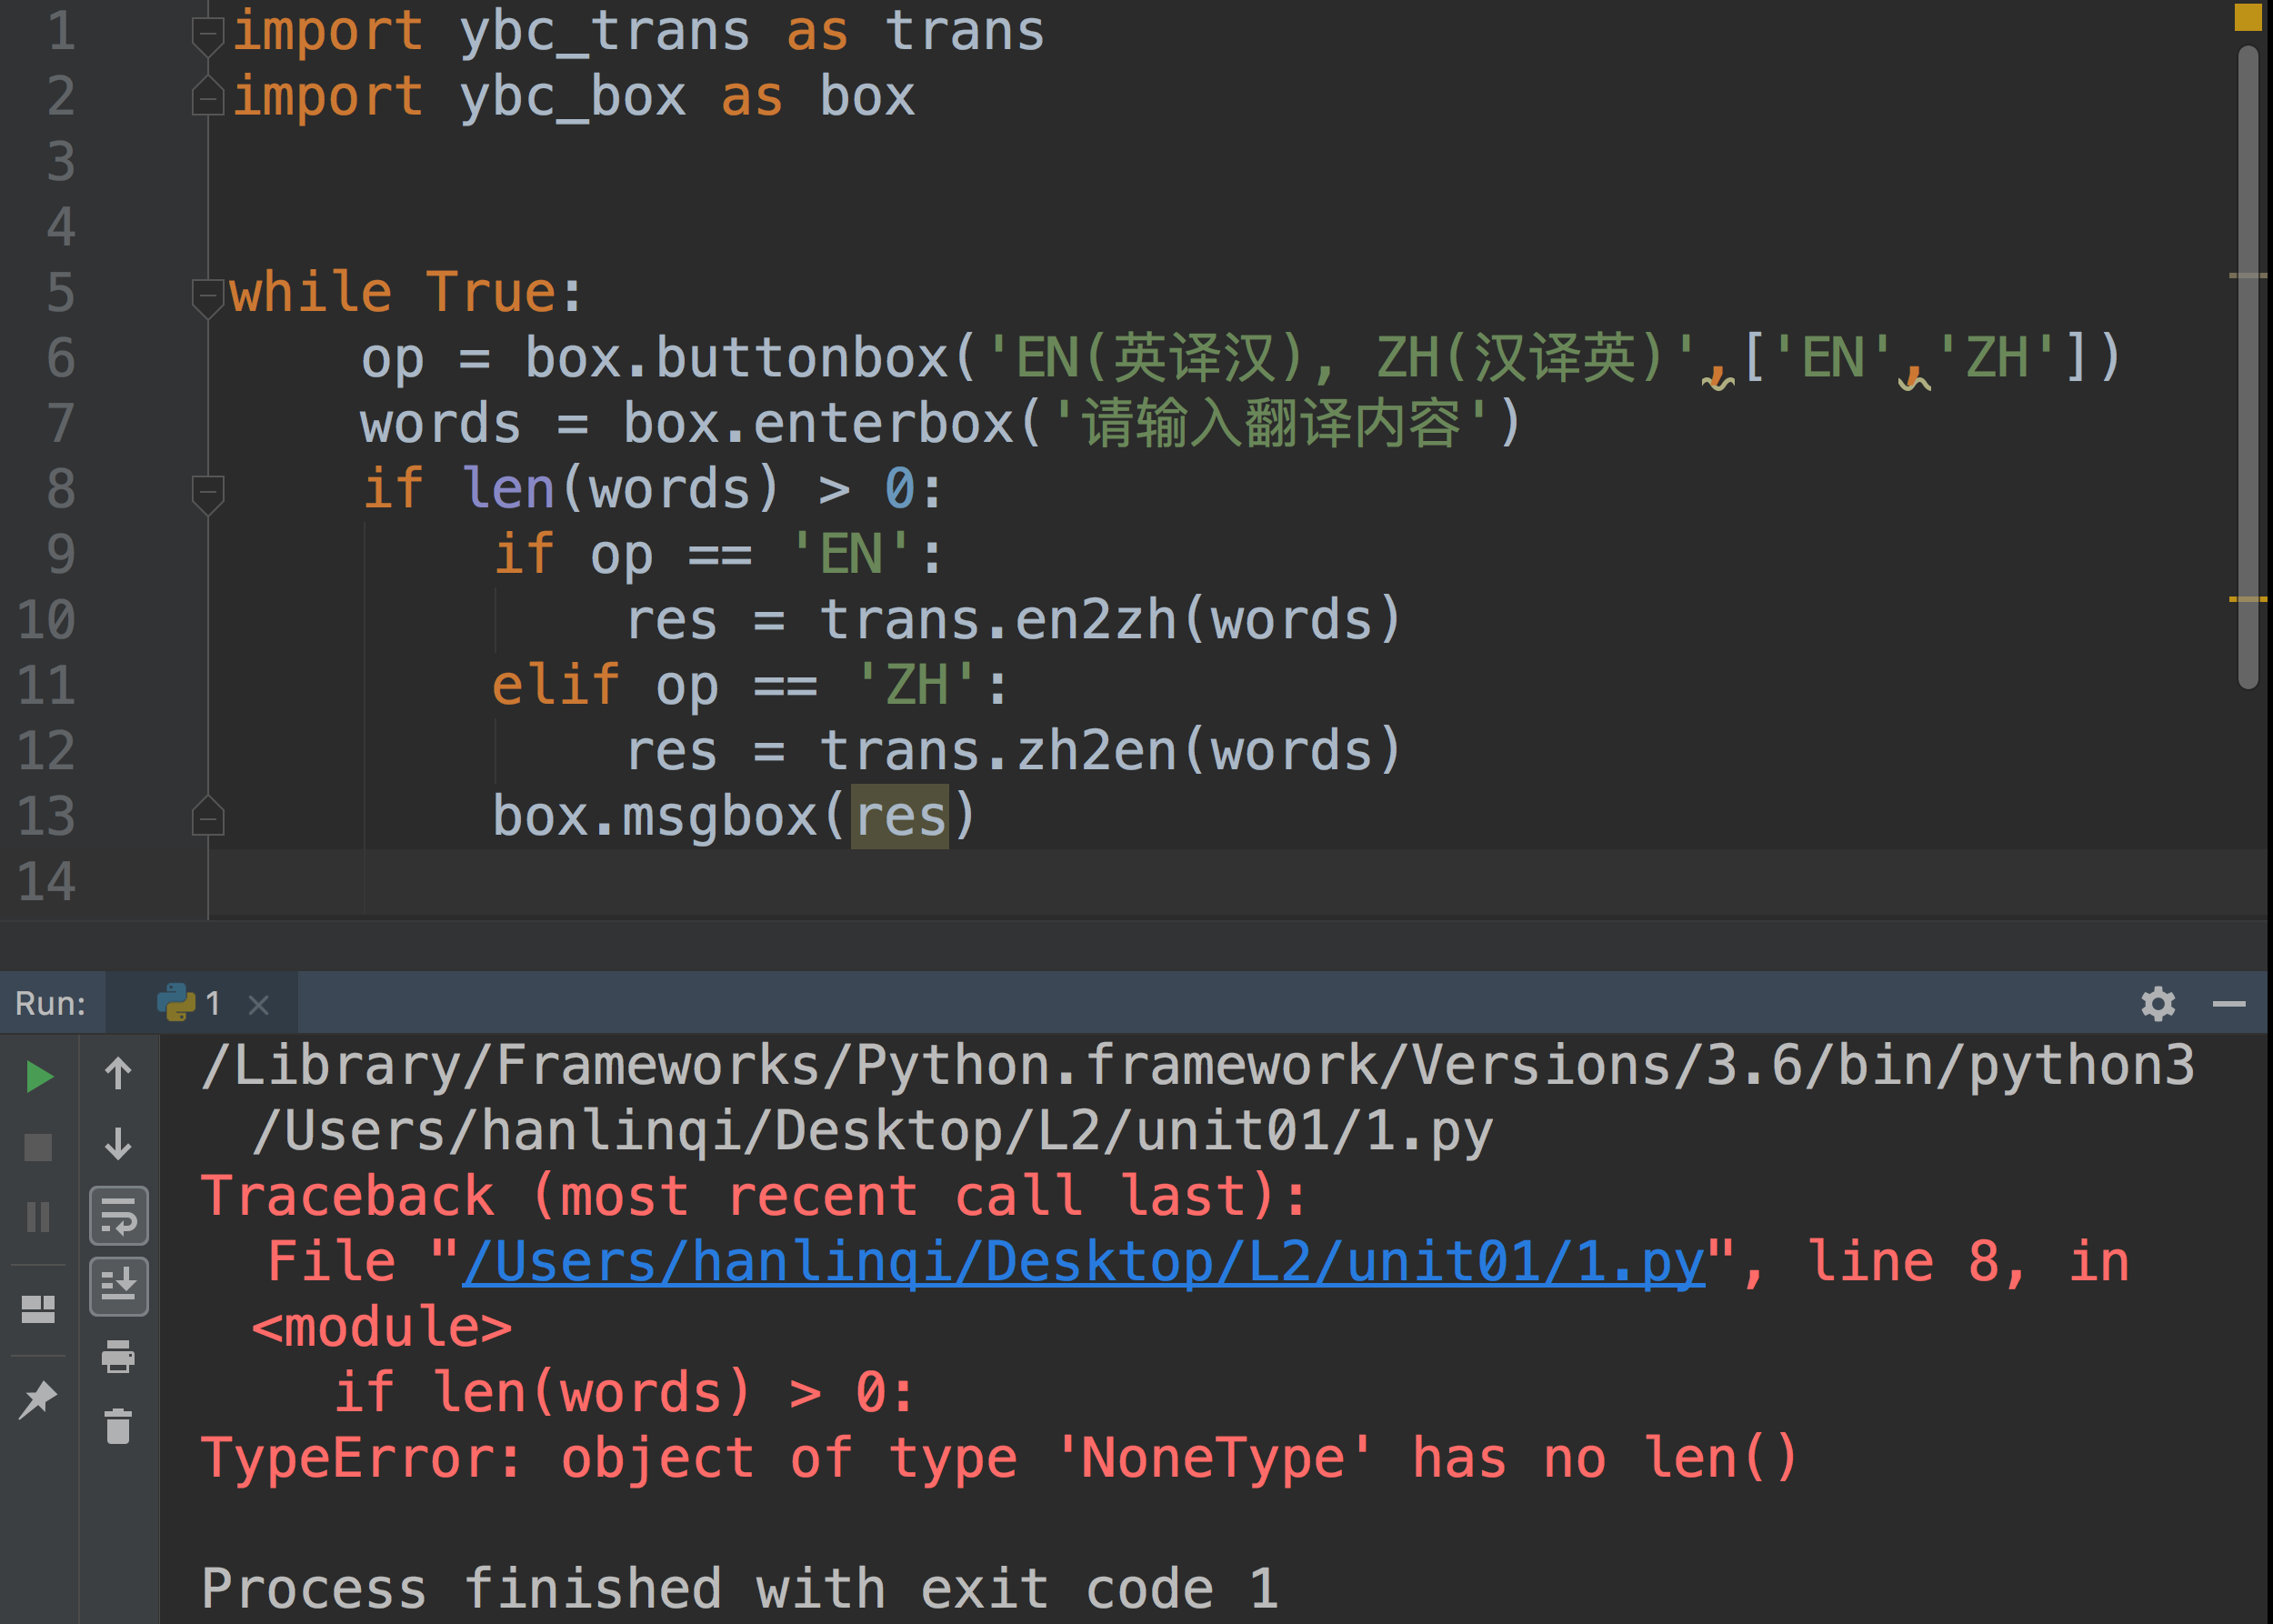 1 import ybc_trans as trans
2 import ybc_box as box
3
4
5 while True:
6 op = box.buttonbox('EN(英译汉), ZH(汉译英)',['EN','ZH'])
7 words = box.enterbox('请输入翻译内容')
8 if len(words) > 0:
9 if op == 'EN':
10 res = trans.en2zh(words)
11 elif op == 'ZH':
12 res = trans.zh2en(words)
13 box.msgbox(res)
14
Run: 1
/Library/Frameworks/Python.framework/Versions/3.6/bin/python3
/Users/hanlinqi/Desktop/L2/unit01/1.py
Traceback (most recent call last):
File "/Users/hanlinqi/Desktop/L2/unit01/1.py", line 8, in
<module>
if len(words) > 0:
TypeError: object of type 'NoneType' has no len()
Process finished with exit code 1